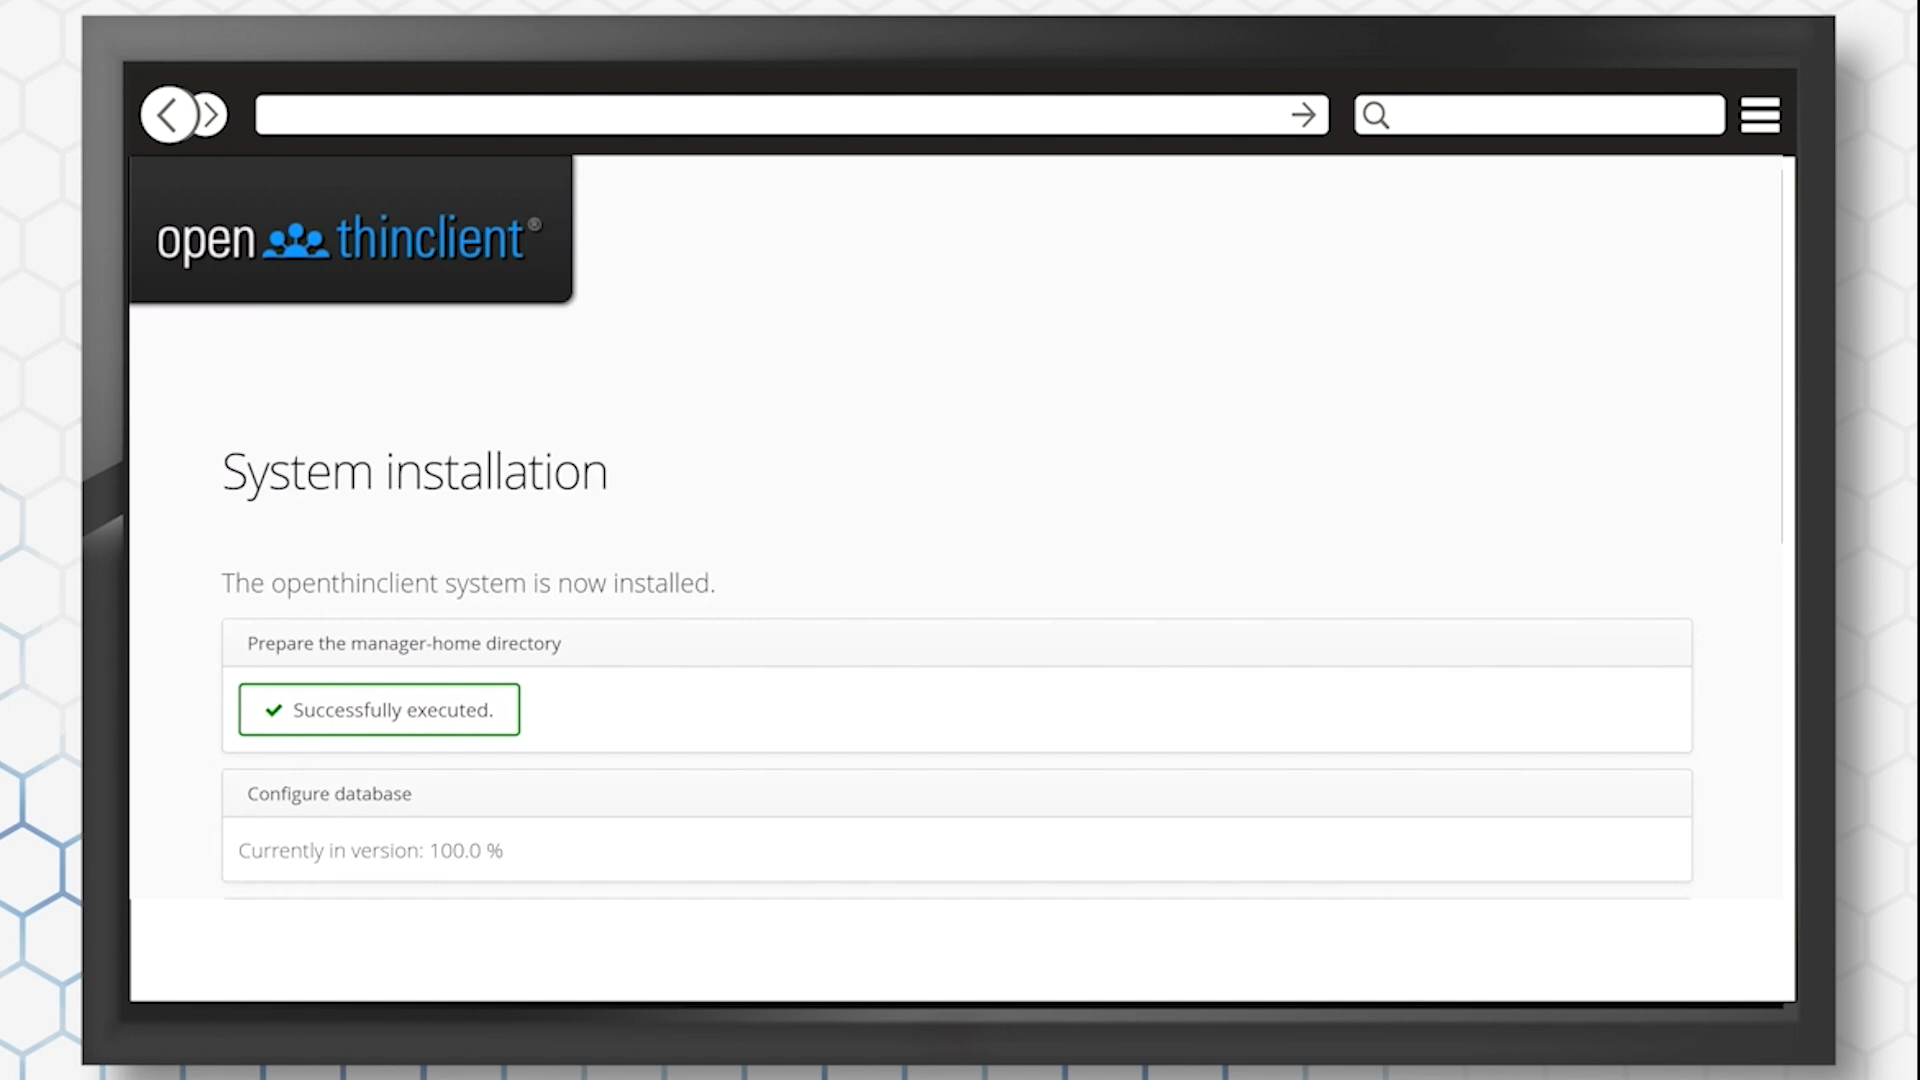 open thinclient®
System installation
The openthinclient system is now installed.
Prepare the manager-home directory
Successfully executed.
Configure database
Currently in version: 100.0 %